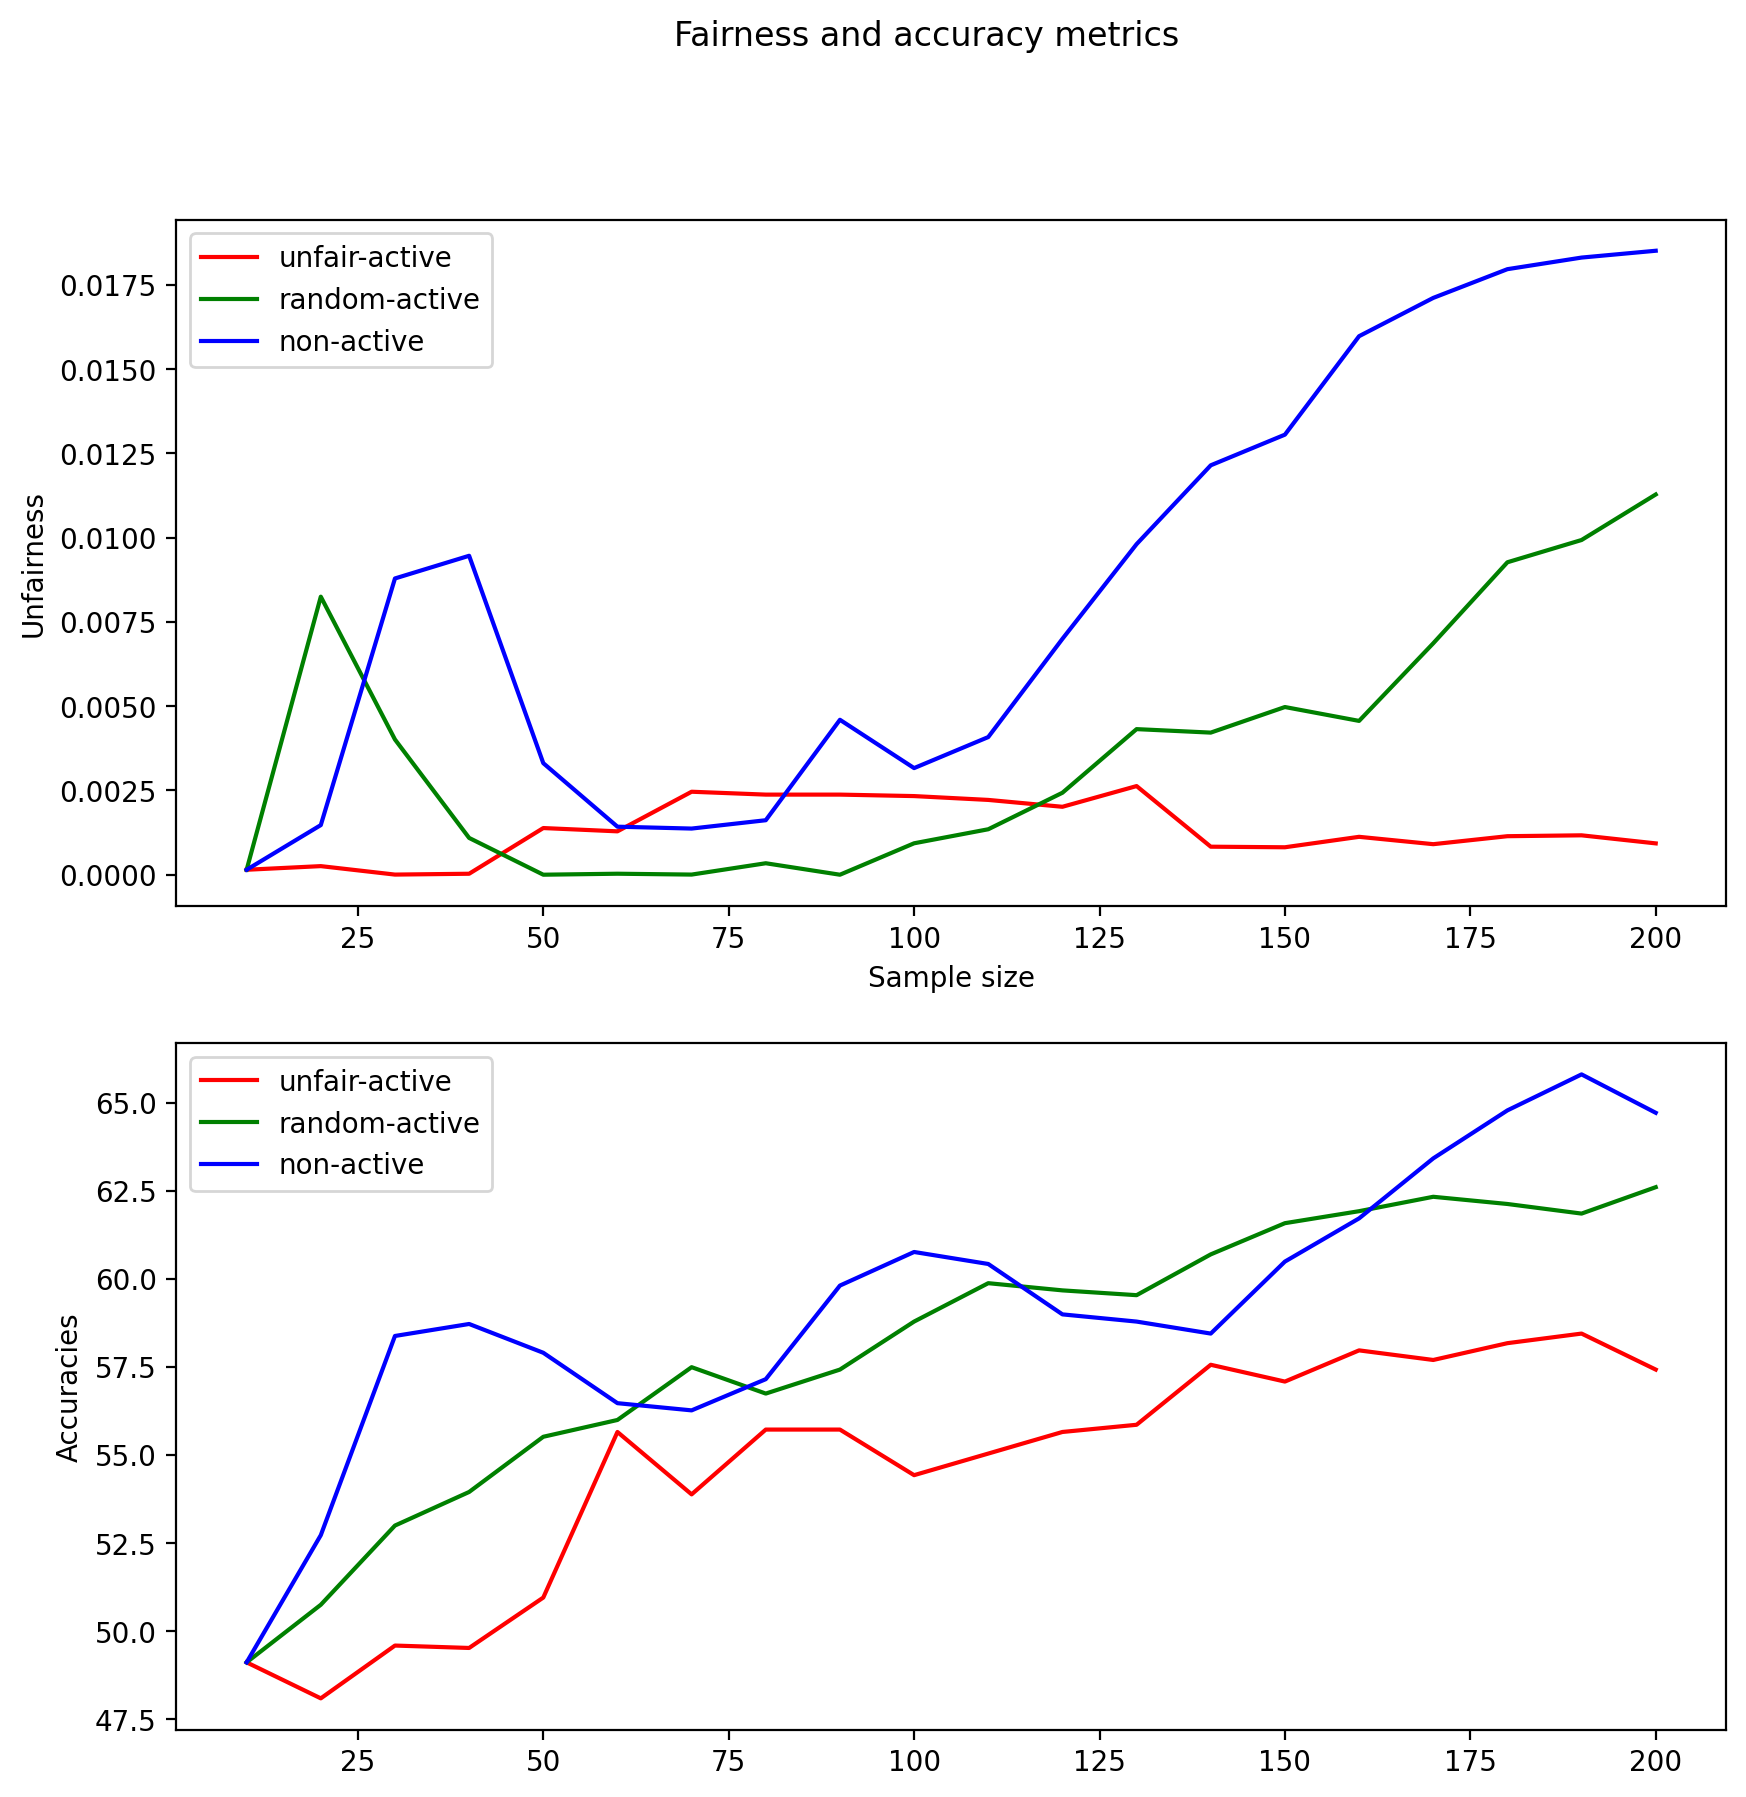 Fairness and accuracy metrics
unfair-active
random-active
non-active
0.0175
0.0150
0.0125
0.0100
0.0075
0.0050
0.0025
0.0000
Unfairness
25 50 75 100 125 150 175 200
Sample size
unfair-active
random-active
non-active
65.0
62.5
60.0
57.5
55.0
52.5
50.0
47.5
Accuracies
25 50 75 100 125 150 175 200